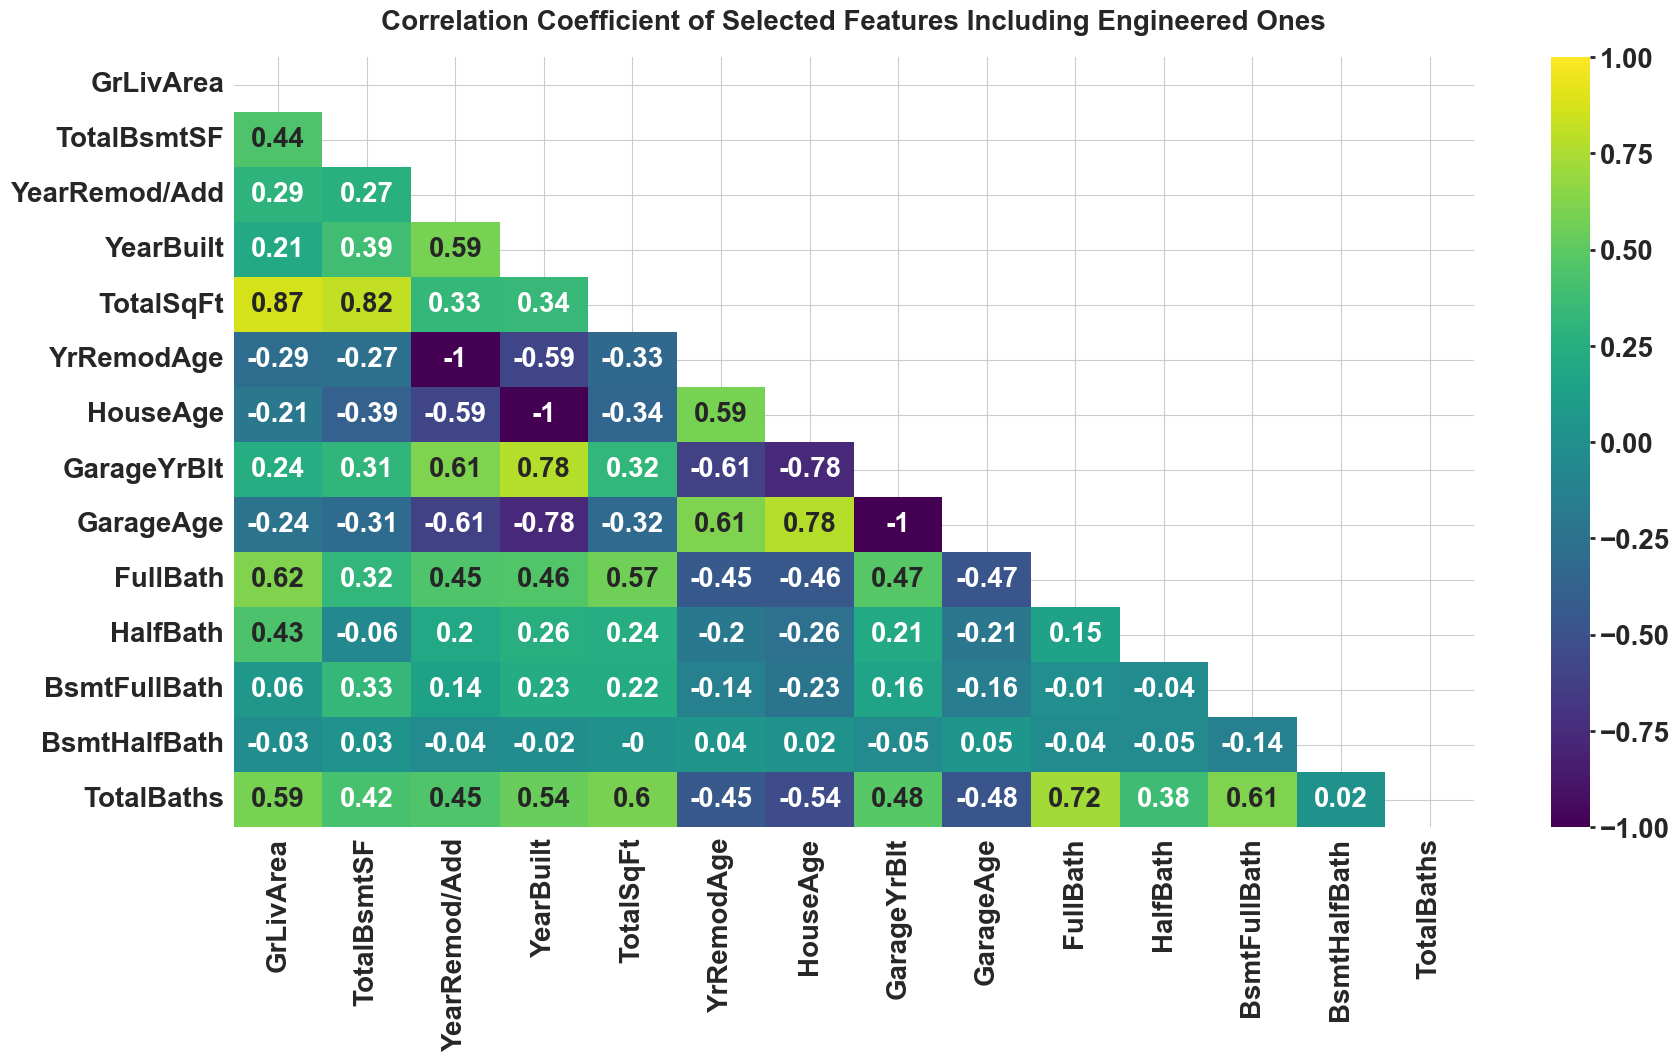 Correlation Coefficient of Selected Features Including Engineered Ones
GrLivArea
TotalBsmtSF 0.44
YearRemod/Add 0.29 0.27
YearBuilt 0.21 0.39 0.59
TotalSqFt 0.87 0.82 0.33 0.34
YrRemodAge -0.29 -0.27 -1 -0.59 -0.33
HouseAge -0.21 -0.39 -0.59 -1 -0.34 0.59
GarageYrBlt 0.24 0.31 0.61 0.78 0.32 -0.61 -0.78
GarageAge -0.24 -0.31 -0.61 -0.78 -0.32 0.61 0.78 -1
FullBath 0.62 0.32 0.45 0.46 0.57 -0.45 -0.46 0.47 -0.47
HalfBath 0.43 -0.06 0.2 0.26 0.24 -0.2 -0.26 0.21 -0.21 0.15
BsmtFullBath 0.06 0.33 0.14 0.23 0.22 -0.14 -0.23 0.16 -0.16 -0.01 -0.04
BsmtHalfBath -0.03 0.03 -0.04 -0.02 -0 0.04 0.02 -0.05 0.05 -0.04 -0.05 -0.14
TotalBaths 0.59 0.42 0.45 0.54 0.6 -0.45 -0.54 0.48 -0.48 0.72 0.38 0.61 0.02
GrLivArea
TotalBsmtSF
YearRemod/Add
YearBuilt
TotalSqFt
YrRemodAge
HouseAge
GarageYrBlt
GarageAge
FullBath
HalfBath
BsmtFullBath
BsmtHalfBath
TotalBaths
1.00
0.75
0.50
0.25
0.00
−0.25
−0.50
−0.75
−1.00